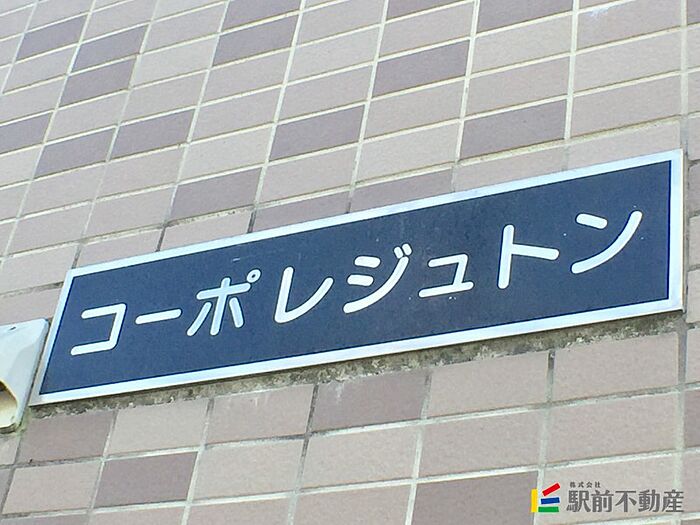 コーポレジュトン
株式会社
駅前不動産